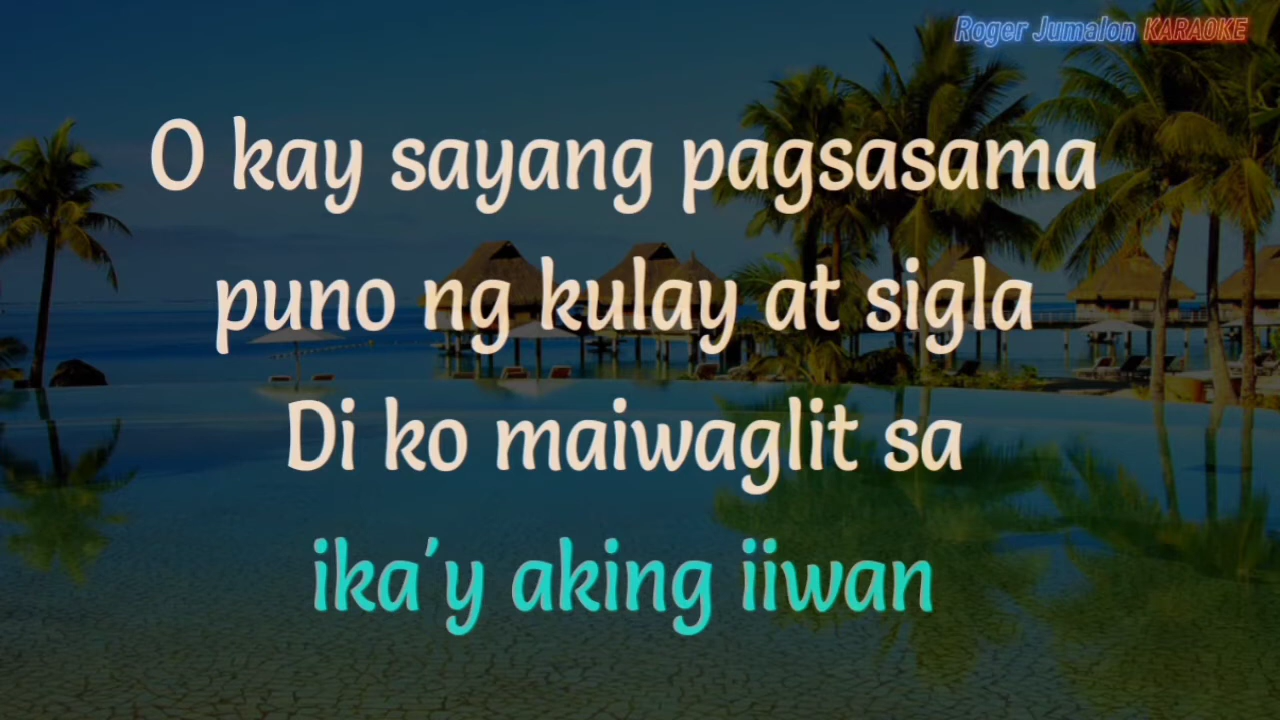 Roger Jumalon KARAOKE
O kay sayang pagsasama
puno ng kulay at sigla
Di ko maiwaglit sa
ika'y aking iiwan